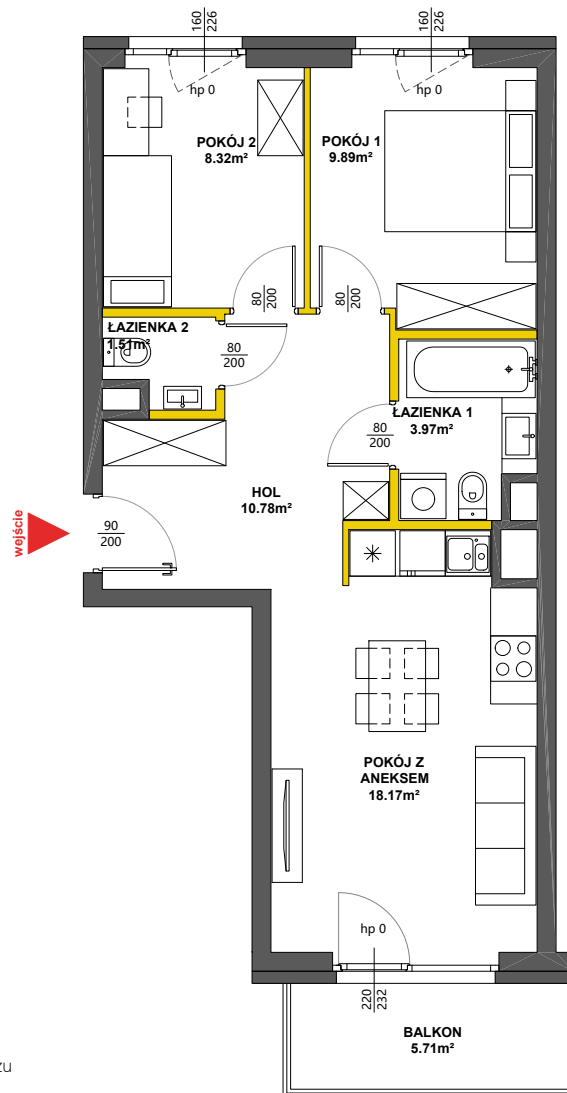 160
226
160
226
hp 0
hp 0
POKÓJ 2
8.32m²
POKÓJ 1
9.89m²
80
200
80
200
ŁAZIENKA 2
1.51m²
80
200
ŁAZIENKA 1
3.97m²
80
200
HOL
10.78m²
wejście
90
200
POKÓJ Z
ANEKSEM
18.17m²
hp 0
220
232
BALKON
5.71m²